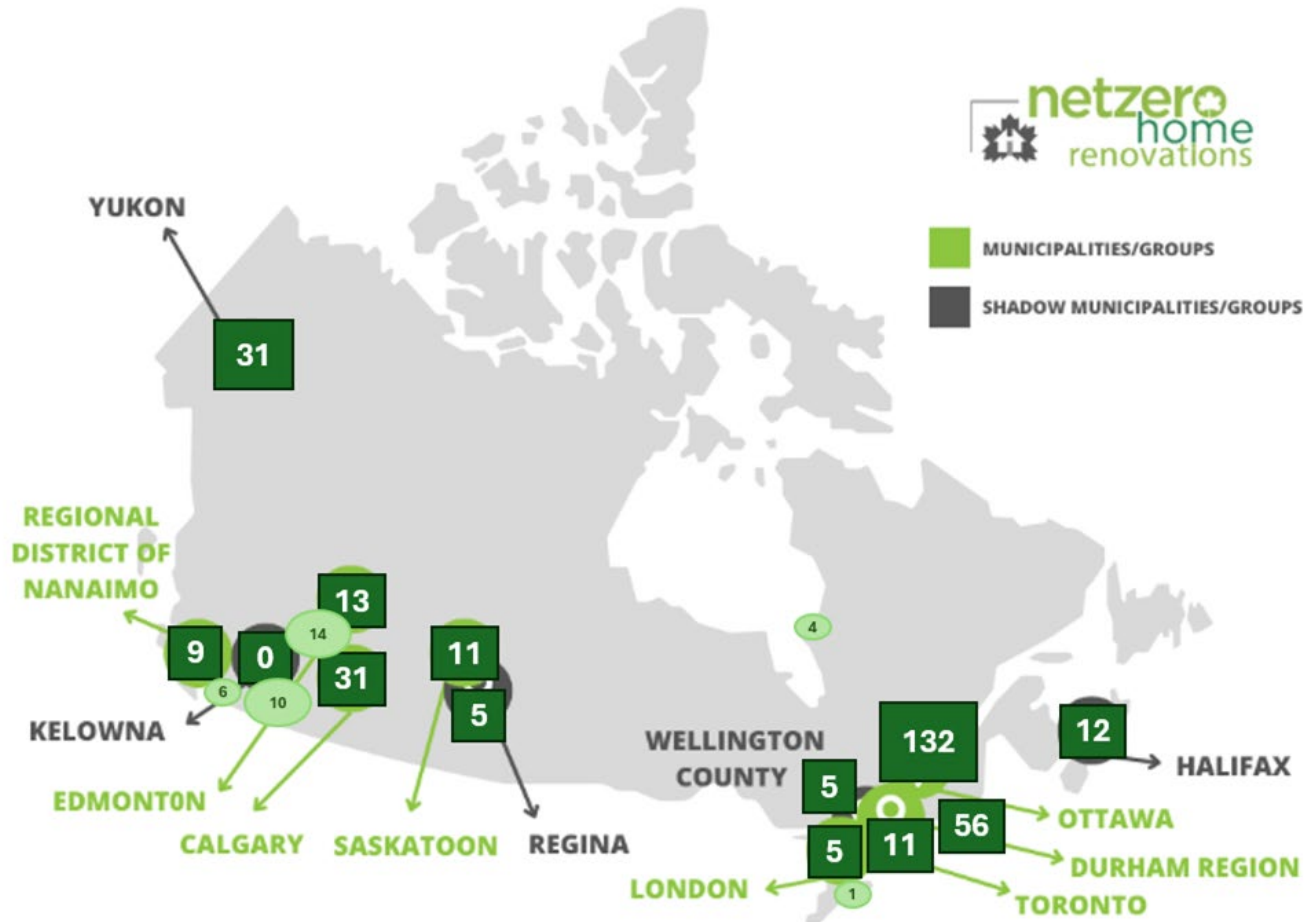 netzero
home
renovations
YUKON
MUNICIPALITIES/GROUPS
SHADOW MUNICIPALITIES/GROUPS
31
REGIONAL
DISTRICT OF
NANAIMO
13
14
4
9
0
11
31
6
10
5
KELOWNA
WELLINGTON
COUNTY
132
12
HALIFAX
EDMONT0N
5
OTTAWA
CALGARY
SASKATOON
REGINA
5
11
56
DURHAM REGION
LONDON
1
TORONTO